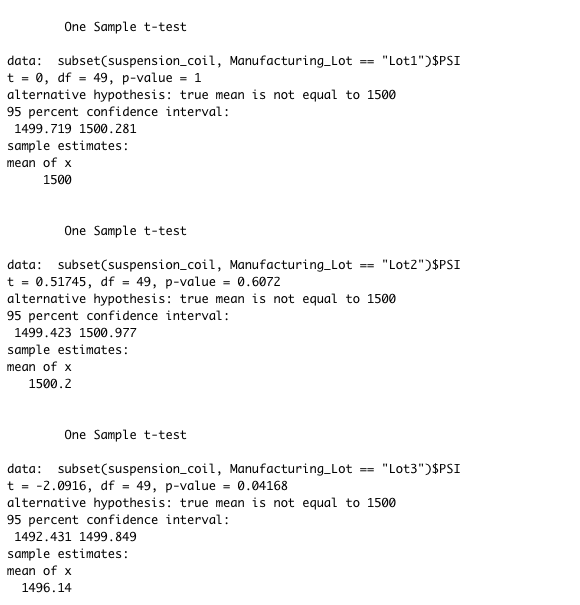 One Sample t-test
data:  subset(suspension_coil, Manufacturing_Lot == "Lot1")$PSI
t = 0, df = 49, p-value = 1
alternative hypothesis: true mean is not equal to 1500
95 percent confidence interval:
1499.719 1500.281
sample estimates:
mean of x
1500
One Sample t-test
data:  subset(suspension_coil, Manufacturing_Lot == "Lot2")$PSI
t = 0.51745, df = 49, p-value = 0.6072
alternative hypothesis: true mean is not equal to 1500
95 percent confidence interval:
1499.423 1500.977
sample estimates:
mean of x
1500.2
One Sample t-test
data:  subset(suspension_coil, Manufacturing_Lot == "Lot3")$PSI
t = -2.0916, df = 49, p-value = 0.04168
alternative hypothesis: true mean is not equal to 1500
95 percent confidence interval:
1492.431 1499.849
sample estimates:
mean of x
1496.14